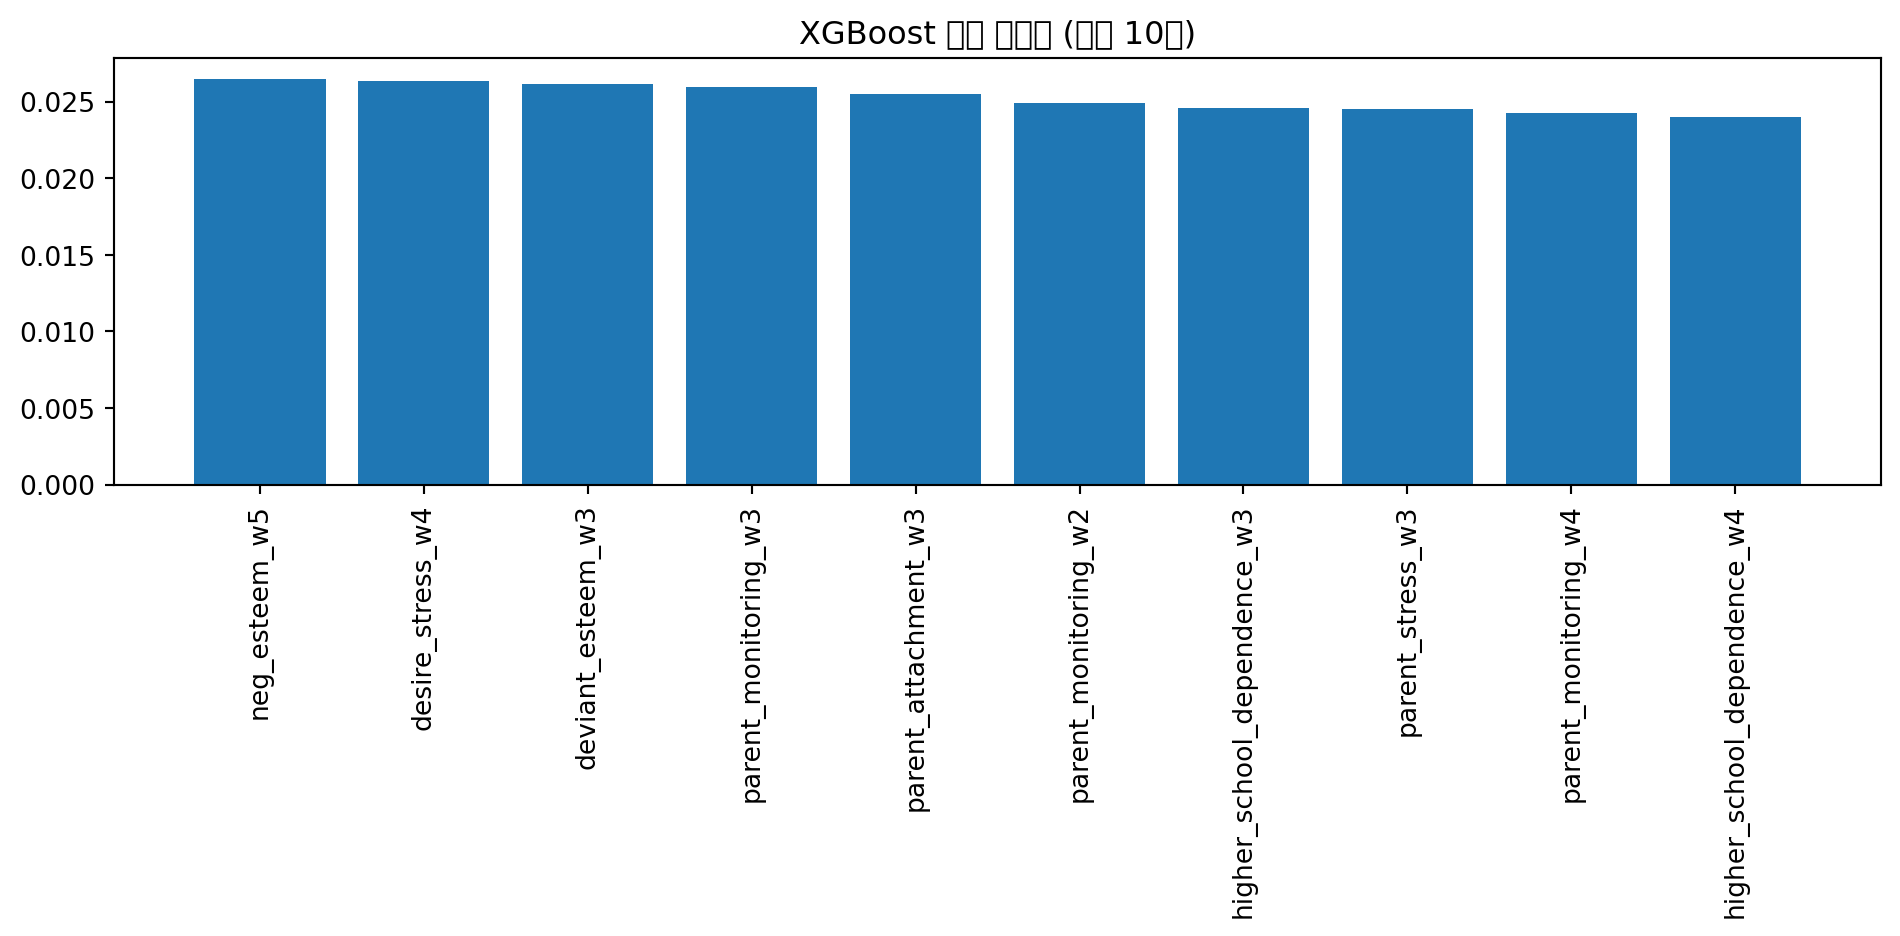 XGBoost (10)
0.025
0.020
0.015
0.010
0.005
0.000
neg_esteem_w5
desire_stress_w4
deviant_esteem_w3
parent_monitoring_w3
parent_attachment_w3
parent_monitoring_w2
higher_school_dependence_w3
parent_stress_w3
parent_monitoring_w4
higher_school_dependence_w4